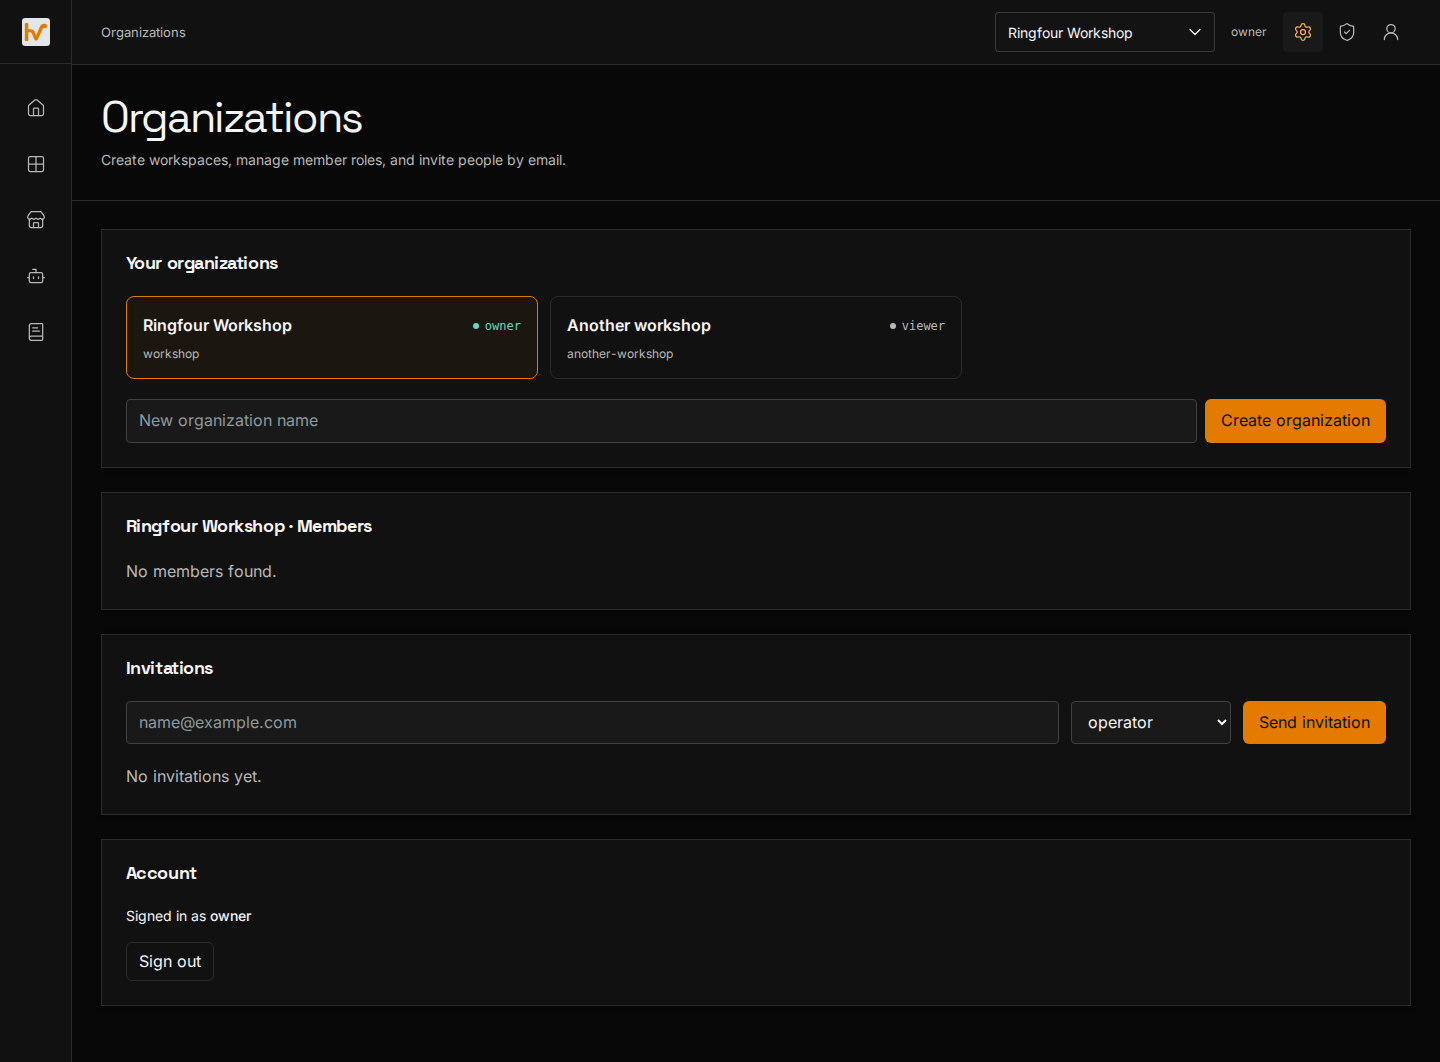 Organizations
Ringfour Workshop
owner
Organizations
Create workspaces, manage member roles, and invite people by email.
Your organizations
Ringfour Workshop
owner
workshop
Another workshop
viewer
another-workshop
New organization name
Create organization
Ringfour Workshop · Members
No members found.
Invitations
name@example.com
operator
Send invitation
No invitations yet.
Account
Signed in as owner
Sign out